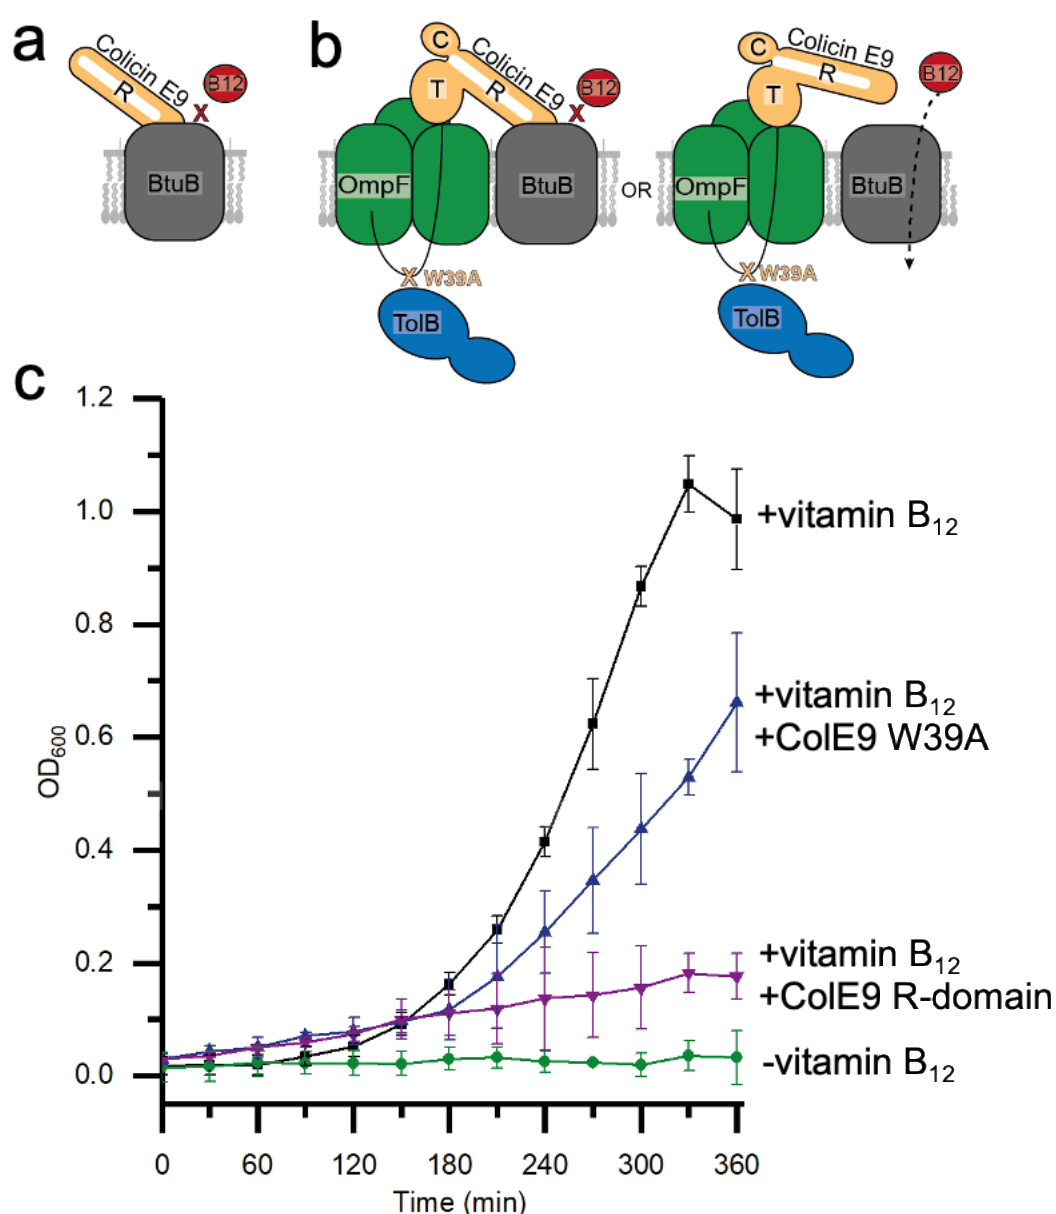 a
Colicin E9
R
B12
X
BtuB
b
C
Colicin E9
R
T
B12
X
OmpF
BtuB
X W39A
TolB
OR
C
Colicin E9
R
T
B12
OmpF
BtuB
X W39A
TolB
c
1.2
1.0
0.8
0.6
0.4
0.2
0.0
OD600
0 60 120 180 240 300 360
Time (min)
+vitamin B12
+vitamin B12
+ColE9 W39A
+vitamin B12
+ColE9 R-domain
-vitamin B12